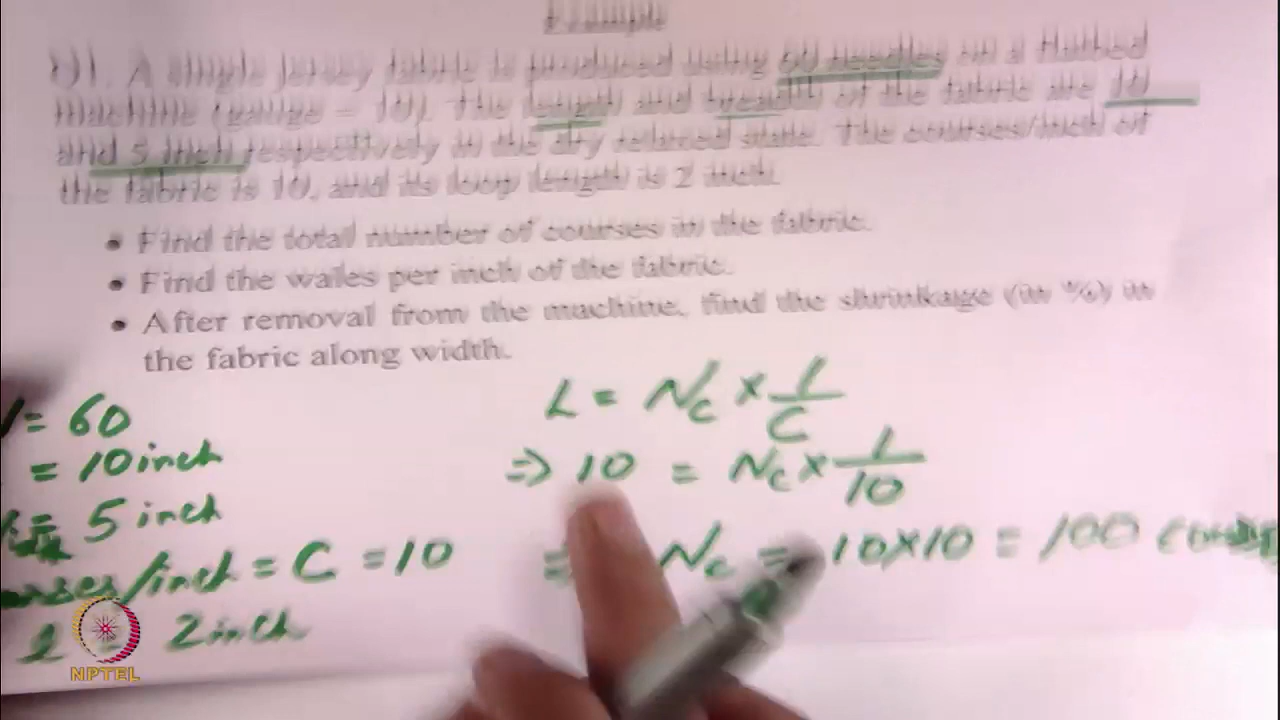 Example
Q1. A single jersey fabric is produced using 60 needles on a flatbed
machine (gauge = 10). The length and breadth of the fabric are 10
and 5 inch respectively in the dry relaxed state. The courses/inch of
the fabric is 10, and its loop length is 2 inch.
• Find the total number of courses in the fabric.
• Find the wales per inch of the fabric.
• After removal from the machine, find the shrinkage (in %) in
the fabric along width.
= 60
= 10 inch
= 5 inch
/inch = C = 10
l = 2 inch
L = Nc × 1/C
⇒ 10 = Nc × 1/10
Nc = 10×10 = 100
NPTEL